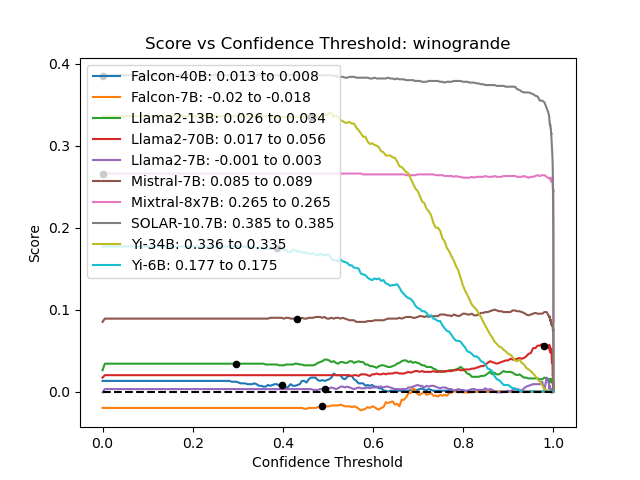 Score vs Confidence Threshold: winogrande
Score
0.4
0.3
0.2
0.1
0.0
Falcon-40B: 0.013 to 0.008
Falcon-7B: -0.02 to -0.018
Llama2-13B: 0.026 to 0.034
Llama2-70B: 0.017 to 0.056
Llama2-7B: -0.001 to 0.003
Mistral-7B: 0.085 to 0.089
Mixtral-8x7B: 0.265 to 0.265
SOLAR-10.7B: 0.385 to 0.385
Yi-34B: 0.336 to 0.335
Yi-6B: 0.177 to 0.175
0.0 0.2 0.4 0.6 0.8 1.0
Confidence Threshold